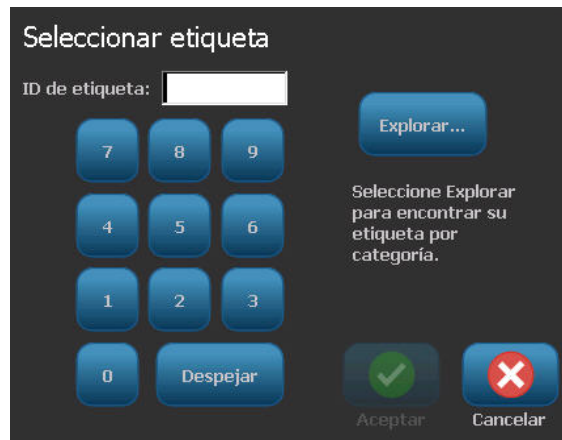 Seleccionar etiqueta
ID de etiqueta:
7 8 9
4 5 6
1 2 3
0 Despejar
Explorar...
Seleccione Explorar
para encontrar su
etiqueta por
categoría.
Aceptar Cancelar